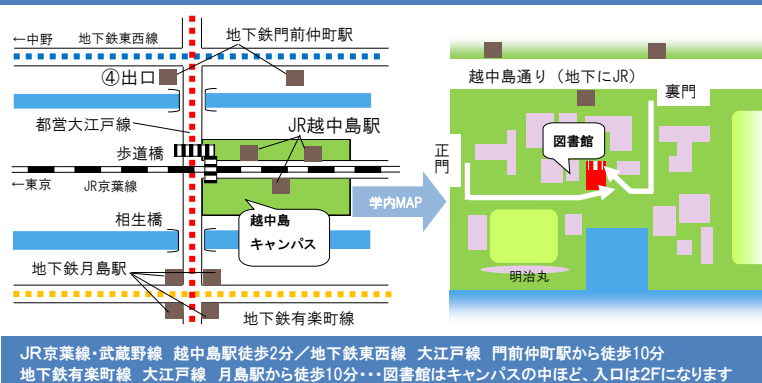 ←中野
地下鉄東西線
地下鉄門前仲町駅
④出口
都営大江戸線
JR越中島駅
歩道橋
←東京
JR京葉線
相生橋
越中島
キャンパス
地下鉄月島駅
地下鉄有楽町線
学内MAP
越中島通り（地下にJR）
裏門
図書館
正門
明治丸
JR京葉線・武蔵野線 越中島駅徒歩2分／地下鉄東西線 大江戸線 門前仲町駅から徒歩10分
地下鉄有楽町線 大江戸線 月島駅から徒歩10分・・・図書館はキャンパスの中ほど、入口は2Fになります